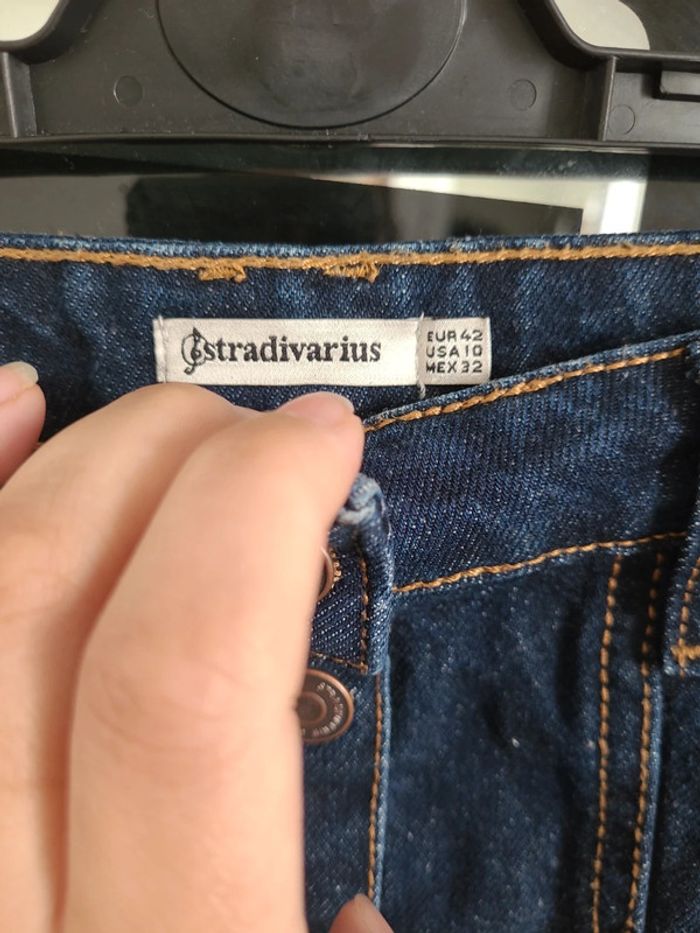 stradivarius
EUR 42
USA 10
MEX 32